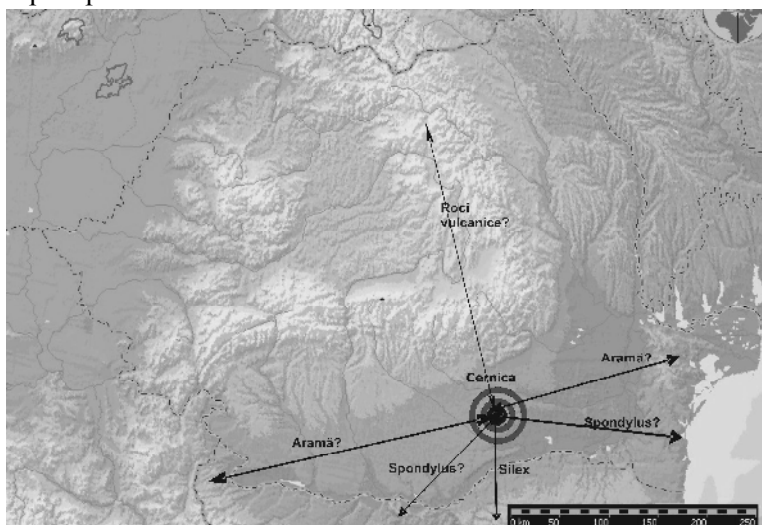 Roci
vulcanice?
Aramă?
Cernica
Spondylus?
Aramă?
Spondylus?
Silex
0 km 50 100 150 200 250